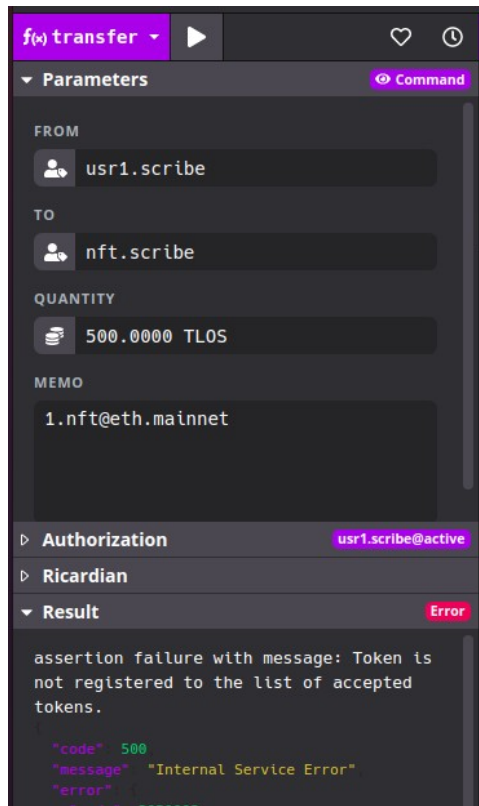 f(x) transfer
Parameters
Command
FROM
usr1.scribe
TO
nft.scribe
QUANTITY
500.0000 TLOS
MEMO
1.nft@eth.mainnet
Authorization
usr1.scribe@active
Ricardian
Result
Error
assertion failure with message: Token is
not registered to the list of accepted
tokens.
{
"code": 500
"message": "Internal Service Error",
"error": {